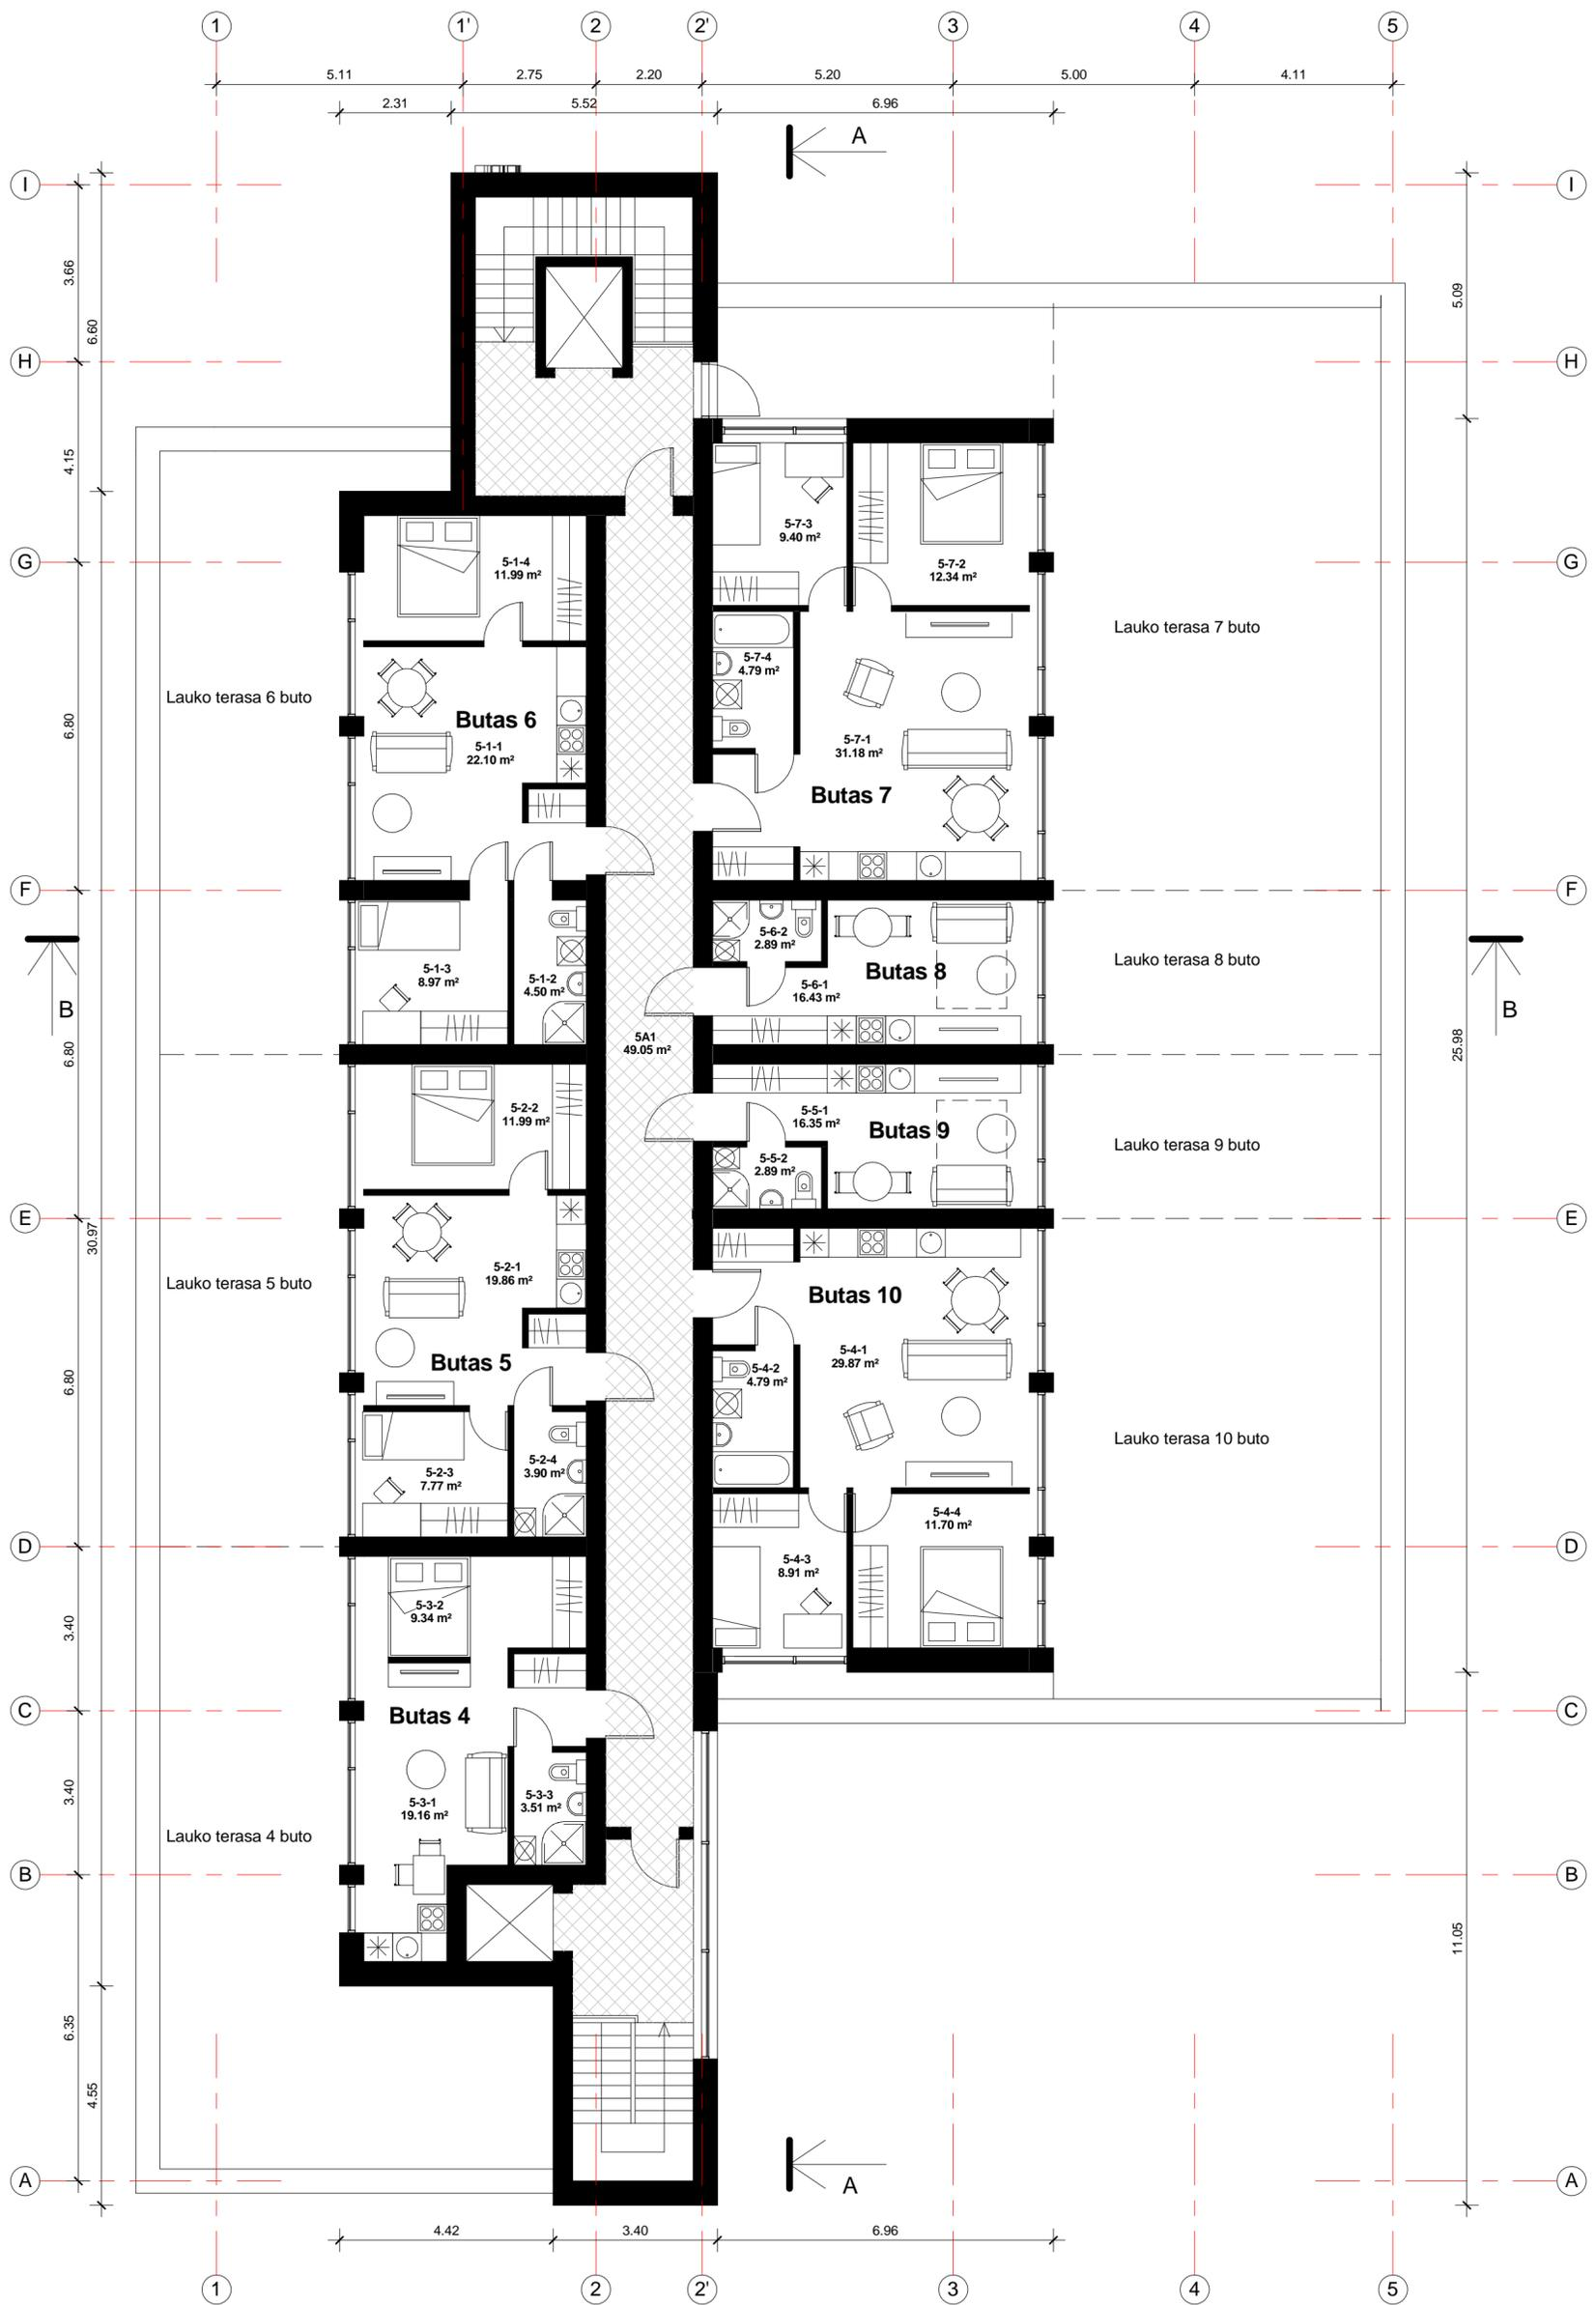 1 1' 2 2' 3 4 5
5.11 2.75 2.20 5.20 5.00 4.11
2.31 5.52 6.96
A
I I
3.66
6.60
5.09
H H
4.15
5-7-3
9.40 m²
5-7-2
12.34 m²
G G
5-1-4
11.99 m²
Lauko terasa 7 buto
5-7-4
4.79 m²
Lauko terasa 6 buto
6.80
Butas 6
5-1-1
22.10 m²
5-7-1
31.18 m²
Butas 7
F F
5-6-2
2.89 m²
Lauko terasa 8 buto
5-1-3
8.97 m²
5-1-2
4.50 m²
Butas 8
5-6-1
16.43 m²
B B
5A1
49.05 m²
6.80
25.98
5-2-2
11.99 m²
5-5-1
16.35 m²
Butas 9
Lauko terasa 9 buto
5-5-2
2.89 m²
E E
30.97
5-2-1
19.86 m²
Lauko terasa 5 buto
Butas 10
5-4-1
29.87 m²
Butas 5
5-4-2
4.79 m²
6.80
Lauko terasa 10 buto
5-2-3
7.77 m²
5-2-4
3.90 m²
5-4-4
11.70 m²
D D
5-4-3
8.91 m²
5-3-2
9.34 m²
3.40
C C
Butas 4
3.40
5-3-1
19.16 m²
5-3-3
3.51 m²
Lauko terasa 4 buto
B B
11.05
6.35
4.55
A A
A
4.42 3.40 6.96
1 2 2' 3 4 5